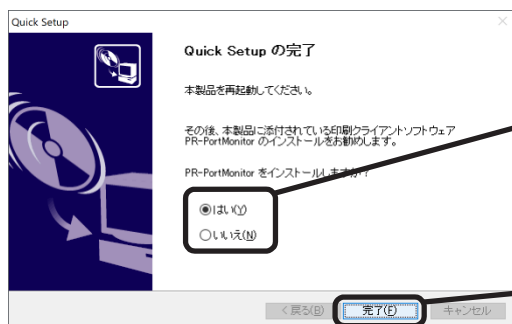 Quick Setup
Quick Setup の完了
本製品を再起動してください。
その後、本製品に添付されている印刷クライアントソフトウェア
PR-PortMonitor のインストールをお勧めします。
PR-PortMonitor をインストールしますか?
はい(Y)
いいえ(N)
< 戻る(B)
完了(F)
キャンセル